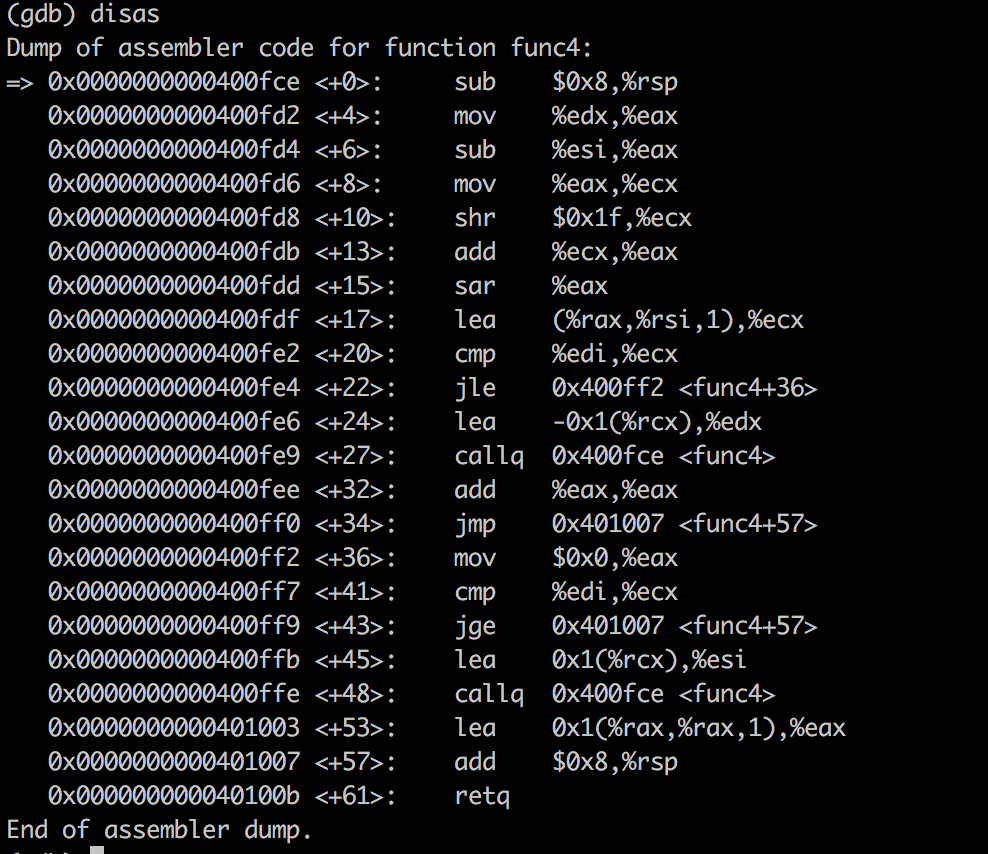 (gdb) disas
Dump of assembler code for function func4:
=> 0x0000000000400fce <+0>:     sub    $0x8,%rsp
   0x0000000000400fd2 <+4>:     mov    %edx,%eax
   0x0000000000400fd4 <+6>:     sub    %esi,%eax
   0x0000000000400fd6 <+8>:     mov    %eax,%ecx
   0x0000000000400fd8 <+10>:    shr    $0x1f,%ecx
   0x0000000000400fdb <+13>:    add    %ecx,%eax
   0x0000000000400fdd <+15>:    sar    %eax
   0x0000000000400fdf <+17>:    lea    (%rax,%rsi,1),%ecx
   0x0000000000400fe2 <+20>:    cmp    %edi,%ecx
   0x0000000000400fe4 <+22>:    jle    0x400ff2 <func4+36>
   0x0000000000400fe6 <+24>:    lea    -0x1(%rcx),%edx
   0x0000000000400fe9 <+27>:    callq  0x400fce <func4>
   0x0000000000400fee <+32>:    add    %eax,%eax
   0x0000000000400ff0 <+34>:    jmp    0x401007 <func4+57>
   0x0000000000400ff2 <+36>:    mov    $0x0,%eax
   0x0000000000400ff7 <+41>:    cmp    %edi,%ecx
   0x0000000000400ff9 <+43>:    jge    0x401007 <func4+57>
   0x0000000000400ffb <+45>:    lea    0x1(%rcx),%esi
   0x0000000000400ffe <+48>:    callq  0x400fce <func4>
   0x0000000000401003 <+53>:    lea    0x1(%rax,%rax,1),%eax
   0x0000000000401007 <+57>:    add    $0x8,%rsp
   0x000000000040100b <+61>:    retq
End of assembler dump.